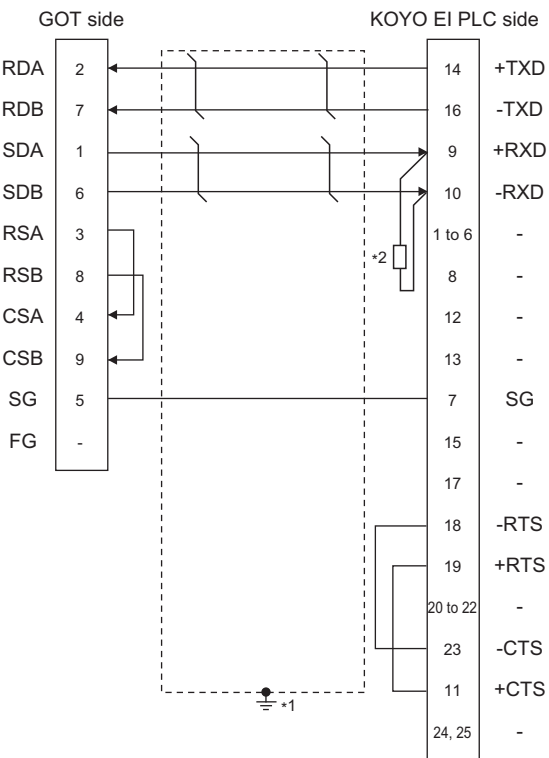 GOT side KOYO EI PLC side
RDA 2 14 +TXD
RDB 7 16 -TXD
SDA 1 9 +RXD
SDB 6 10 -RXD
RSA 3 1 to 6 -
*2
RSB 8 8 -
CSA 4 12 -
CSB 9 13 -
SG 5 7 SG
FG - 15 -
17 -
18 -RTS
19 +RTS
20 to 22 -
23 -CTS
*1 11 +CTS
24, 25 -